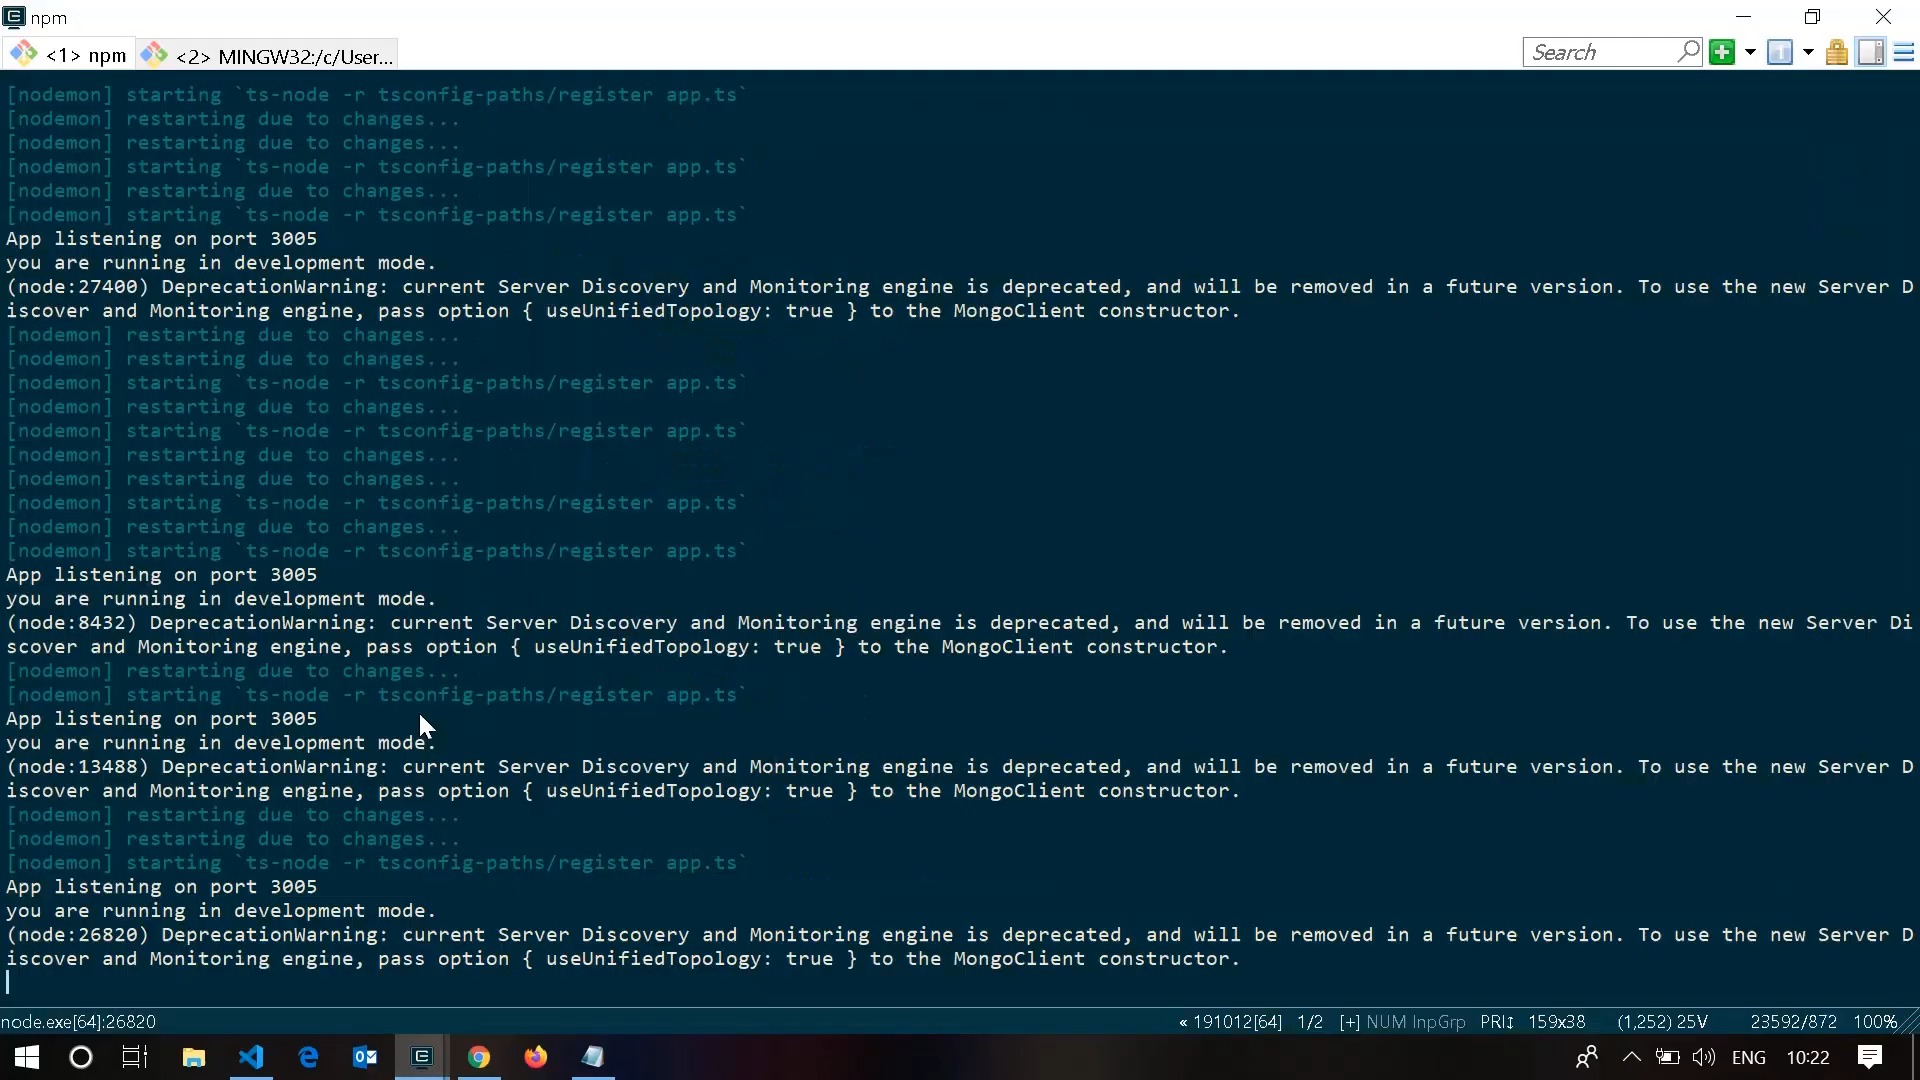 npm
<1> npm
<2> MINGW32:/c/User...
Search
[nodemon] starting `ts-node -r tsconfig-paths/register app.ts`
[nodemon] restarting due to changes...
[nodemon] restarting due to changes...
[nodemon] starting `ts-node -r tsconfig-paths/register app.ts`
[nodemon] restarting due to changes...
[nodemon] starting `ts-node -r tsconfig-paths/register app.ts`
App listening on port 3005
you are running in development mode.
(node:27400) DeprecationWarning: current Server Discovery and Monitoring engine is deprecated, and will be removed in a future version. To use the new Server D
iscover and Monitoring engine, pass option { useUnifiedTopology: true } to the MongoClient constructor.
[nodemon] restarting due to changes...
[nodemon] restarting due to changes...
[nodemon] starting `ts-node -r tsconfig-paths/register app.ts`
[nodemon] restarting due to changes...
[nodemon] starting `ts-node -r tsconfig-paths/register app.ts`
[nodemon] restarting due to changes...
[nodemon] restarting due to changes...
[nodemon] starting `ts-node -r tsconfig-paths/register app.ts`
[nodemon] restarting due to changes...
[nodemon] starting `ts-node -r tsconfig-paths/register app.ts`
App listening on port 3005
you are running in development mode.
(node:8432) DeprecationWarning: current Server Discovery and Monitoring engine is deprecated, and will be removed in a future version. To use the new Server Di
scover and Monitoring engine, pass option { useUnifiedTopology: true } to the MongoClient constructor.
[nodemon] restarting due to changes...
[nodemon] starting `ts-node -r tsconfig-paths/register app.ts`
App listening on port 3005
you are running in development mode.
(node:13488) DeprecationWarning: current Server Discovery and Monitoring engine is deprecated, and will be removed in a future version. To use the new Server D
iscover and Monitoring engine, pass option { useUnifiedTopology: true } to the MongoClient constructor.
[nodemon] restarting due to changes...
[nodemon] restarting due to changes...
[nodemon] starting `ts-node -r tsconfig-paths/register app.ts`
App listening on port 3005
you are running in development mode.
(node:26820) DeprecationWarning: current Server Discovery and Monitoring engine is deprecated, and will be removed in a future version. To use the new Server D
iscover and Monitoring engine, pass option { useUnifiedTopology: true } to the MongoClient constructor.
node.exe[64]:26820 « 191012[64] 1/2 [+] NUM InpGrp PRI↕ 159x38 (1,252) 25V 23592/872 100%
ENG 10:22